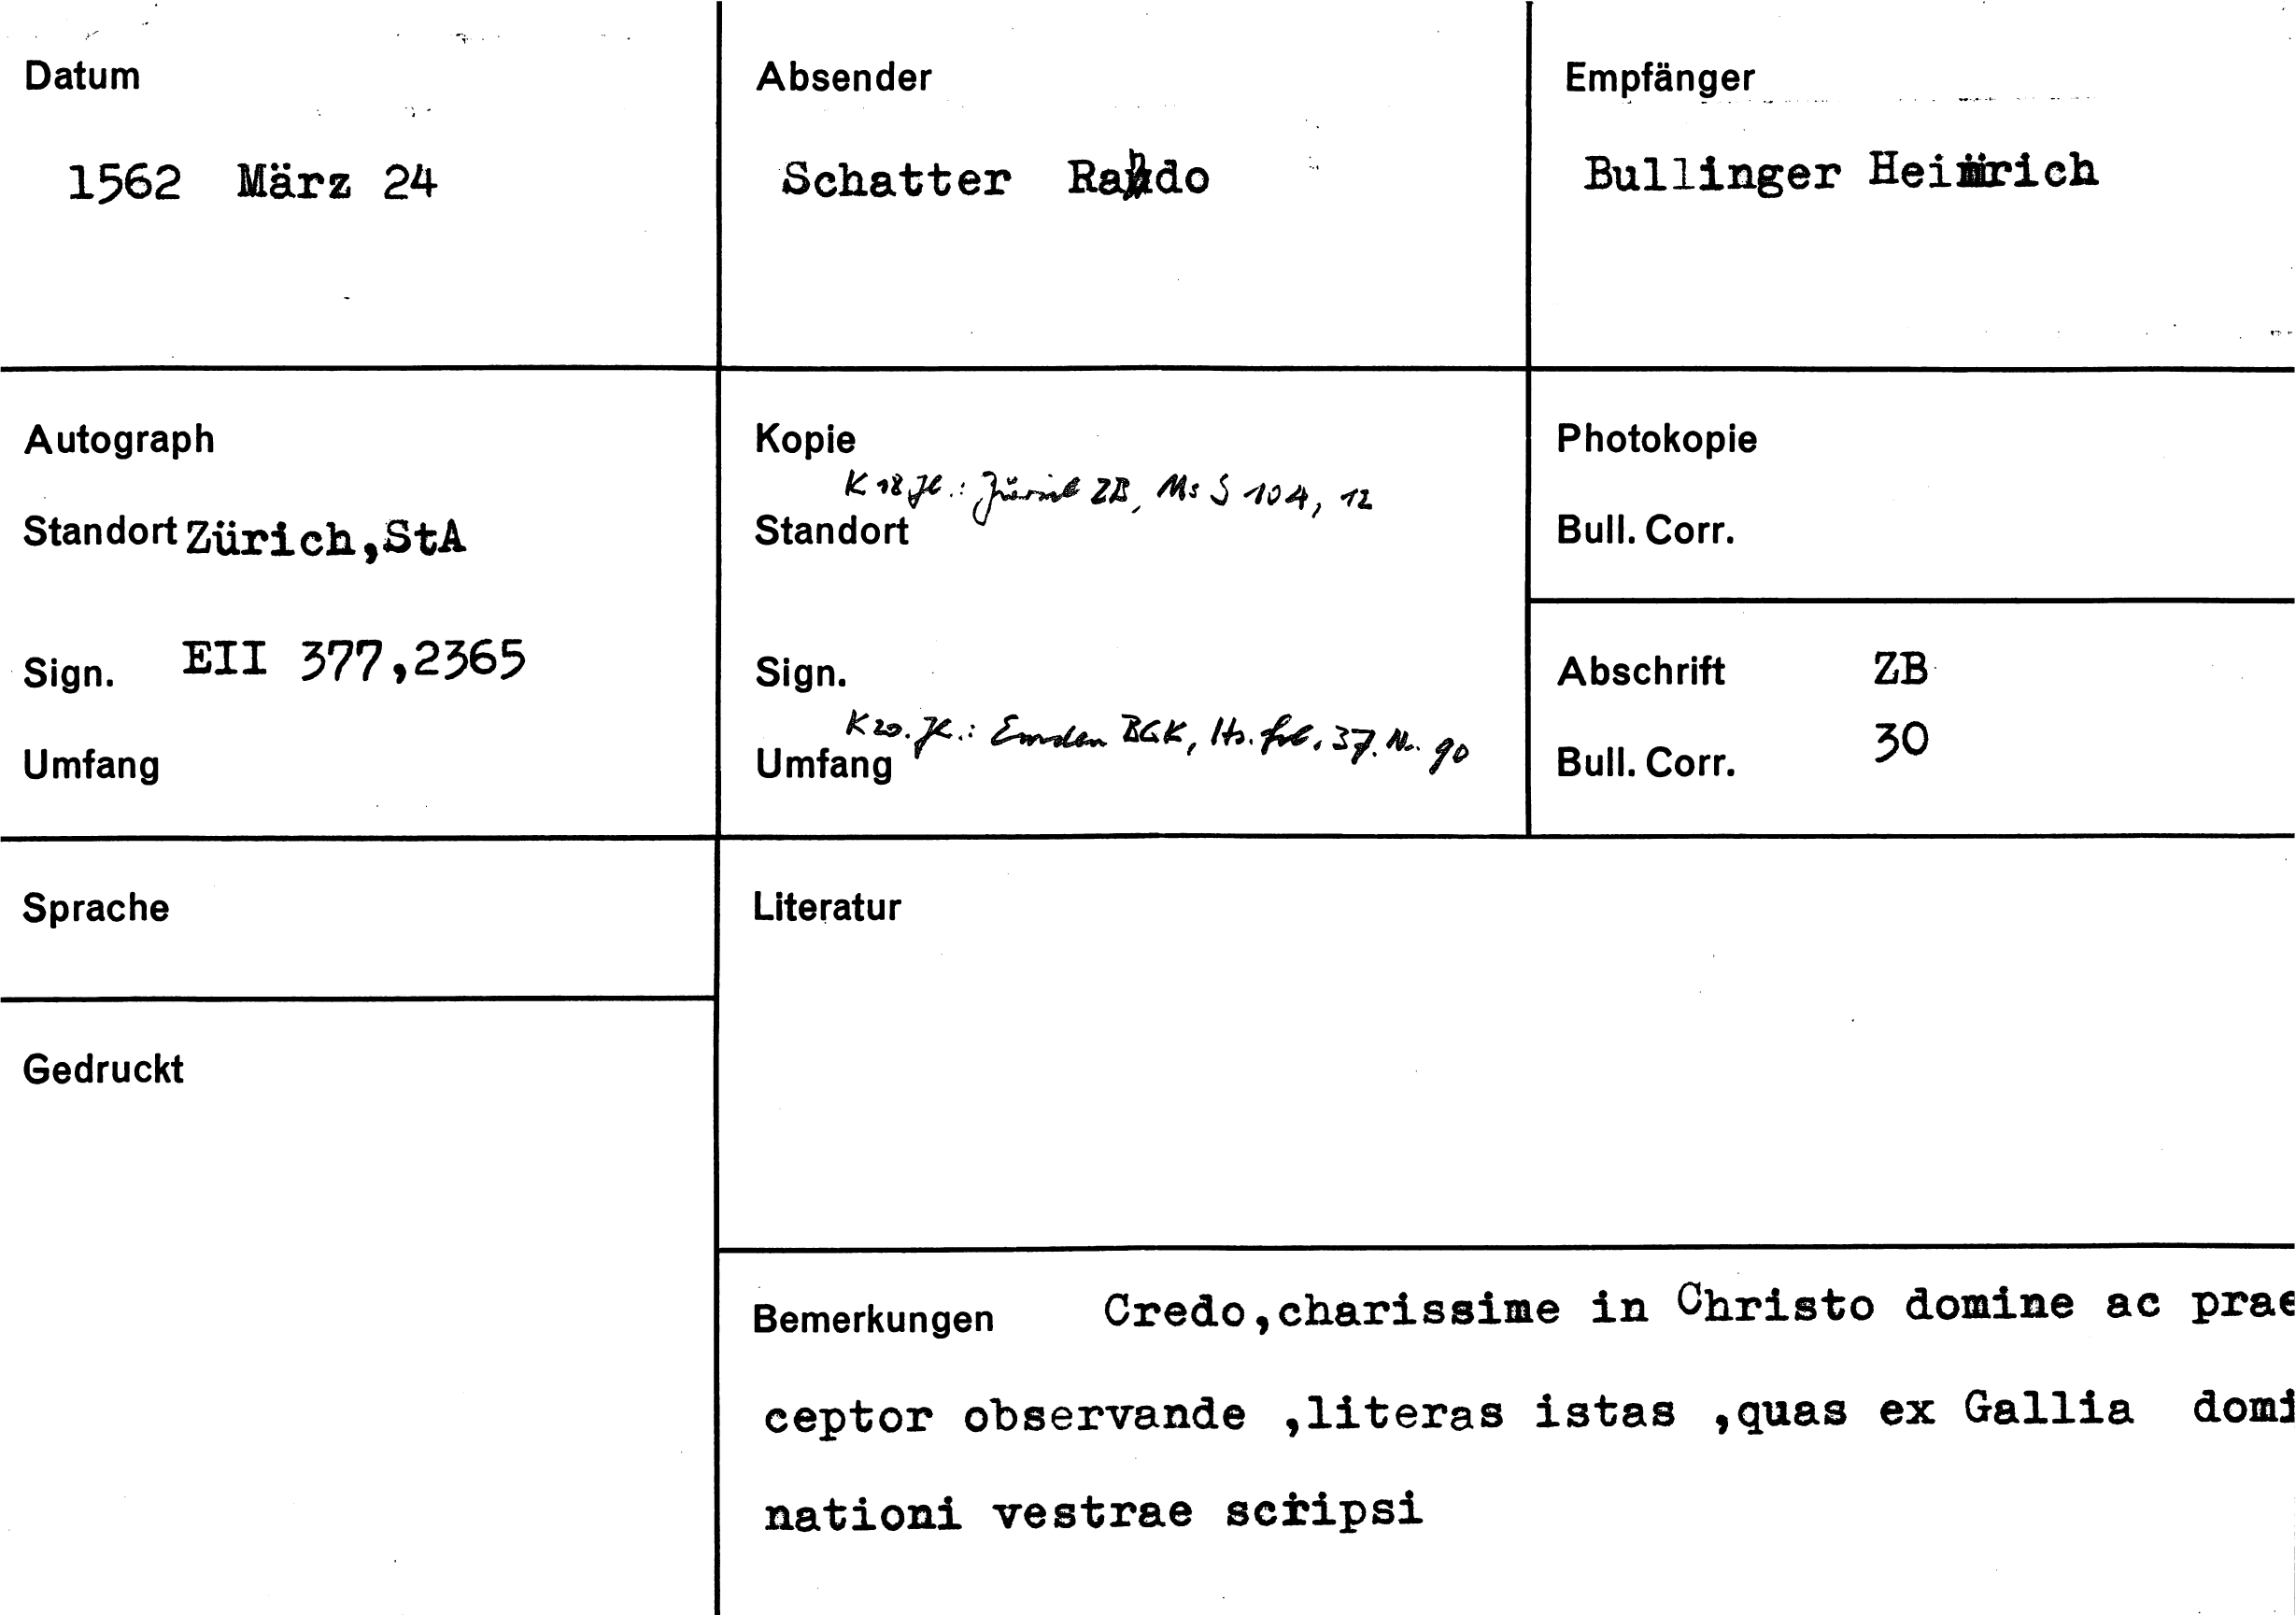 Datum
1562 März 24
Absender
Schatter Rando
Empfänger
Bullinger Heinrich
Autograph
Standort Zürich,StA
Sign. EII 377,2365
Umfang
Kopie
K 18 Jh.: Zürich ZB, Ms S 104, 12
Standort
Sign.
K 20. Jh.: Emden BGK, Hs. fol. 37. Nr. 90
Umfang
Photokopie
Bull. Corr.
Abschrift ZB
Bull. Corr. 30
Sprache
Gedruckt
Literatur
Bemerkungen Credo,charissime in Christo domine ac prae
ceptor observande ,literas istas ,quas ex Gallia domi
nationi vestrae scripsi